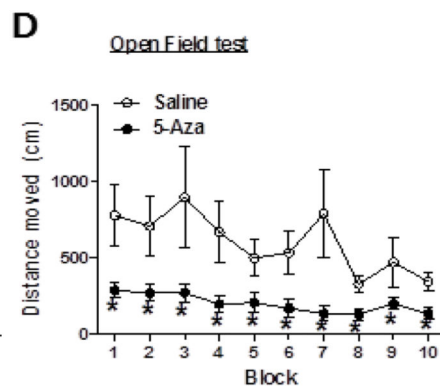 D
Open Field test
Saline
5-Aza
Distance moved (cm)
1500
1000
500
0
* * * * * * * * * *
1 2 3 4 5 6 7 8 9 10
Block